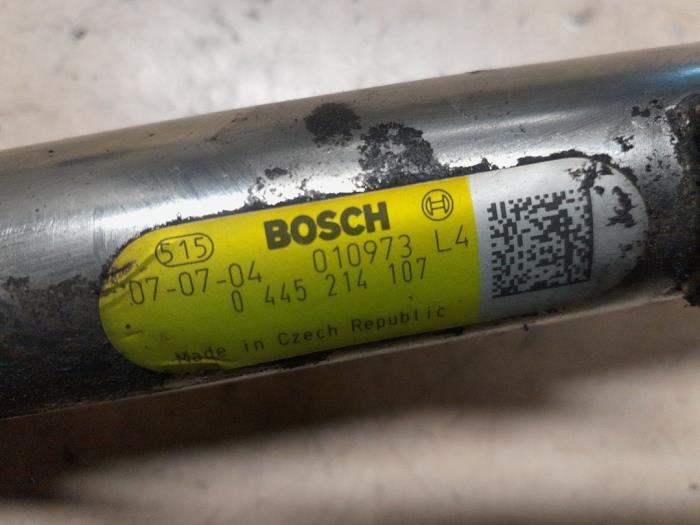 515 BOSCH
07-07-04 010973 L4
0 445 214 107
Made in Czech Republic